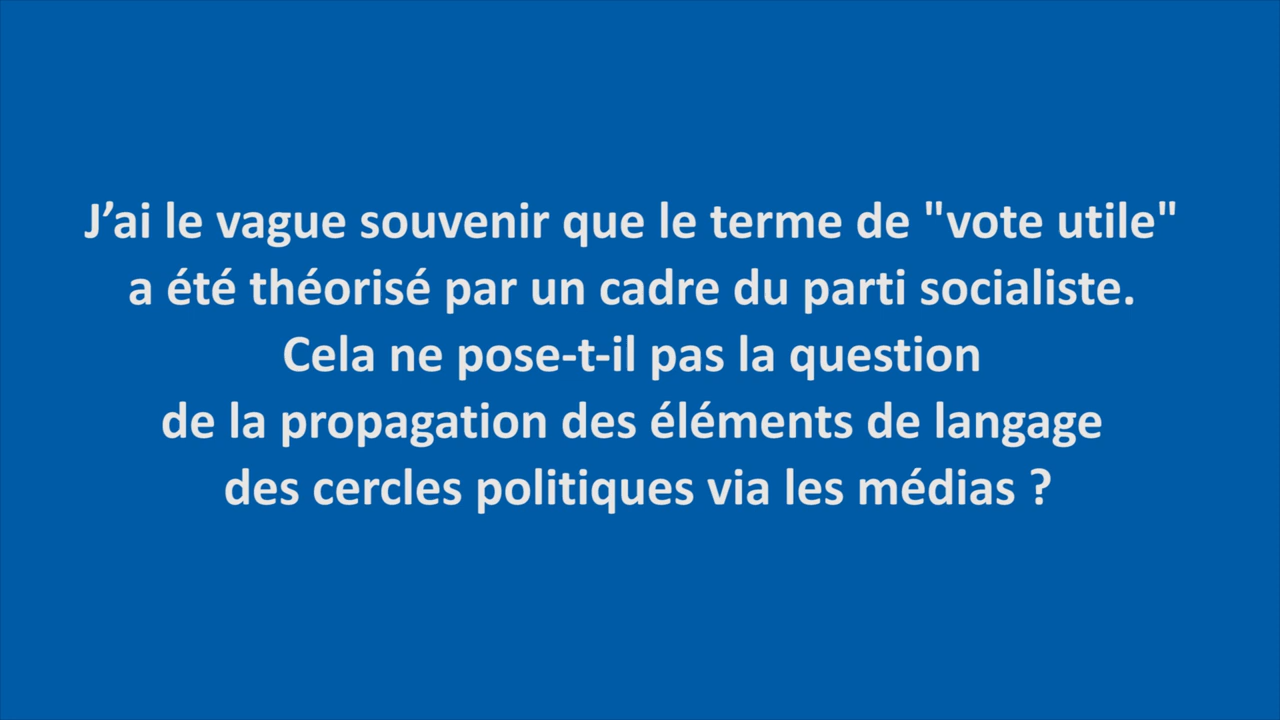 J’ai le vague souvenir que le terme de "vote utile"
a été théorisé par un cadre du parti socialiste.
Cela ne pose-t-il pas la question
de la propagation des éléments de langage
des cercles politiques via les médias ?